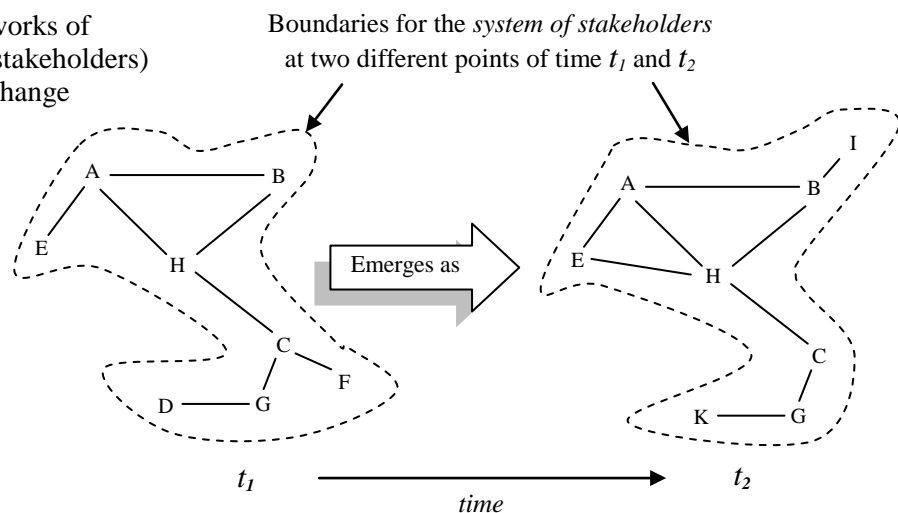 works of
stakeholders)
hange
Boundaries for the system of stakeholders
at two different points of time t1 and t2
A
B
E
H
C
F
D
G
Emerges as
I
A
B
E
H
C
K
G
t1
t2
time